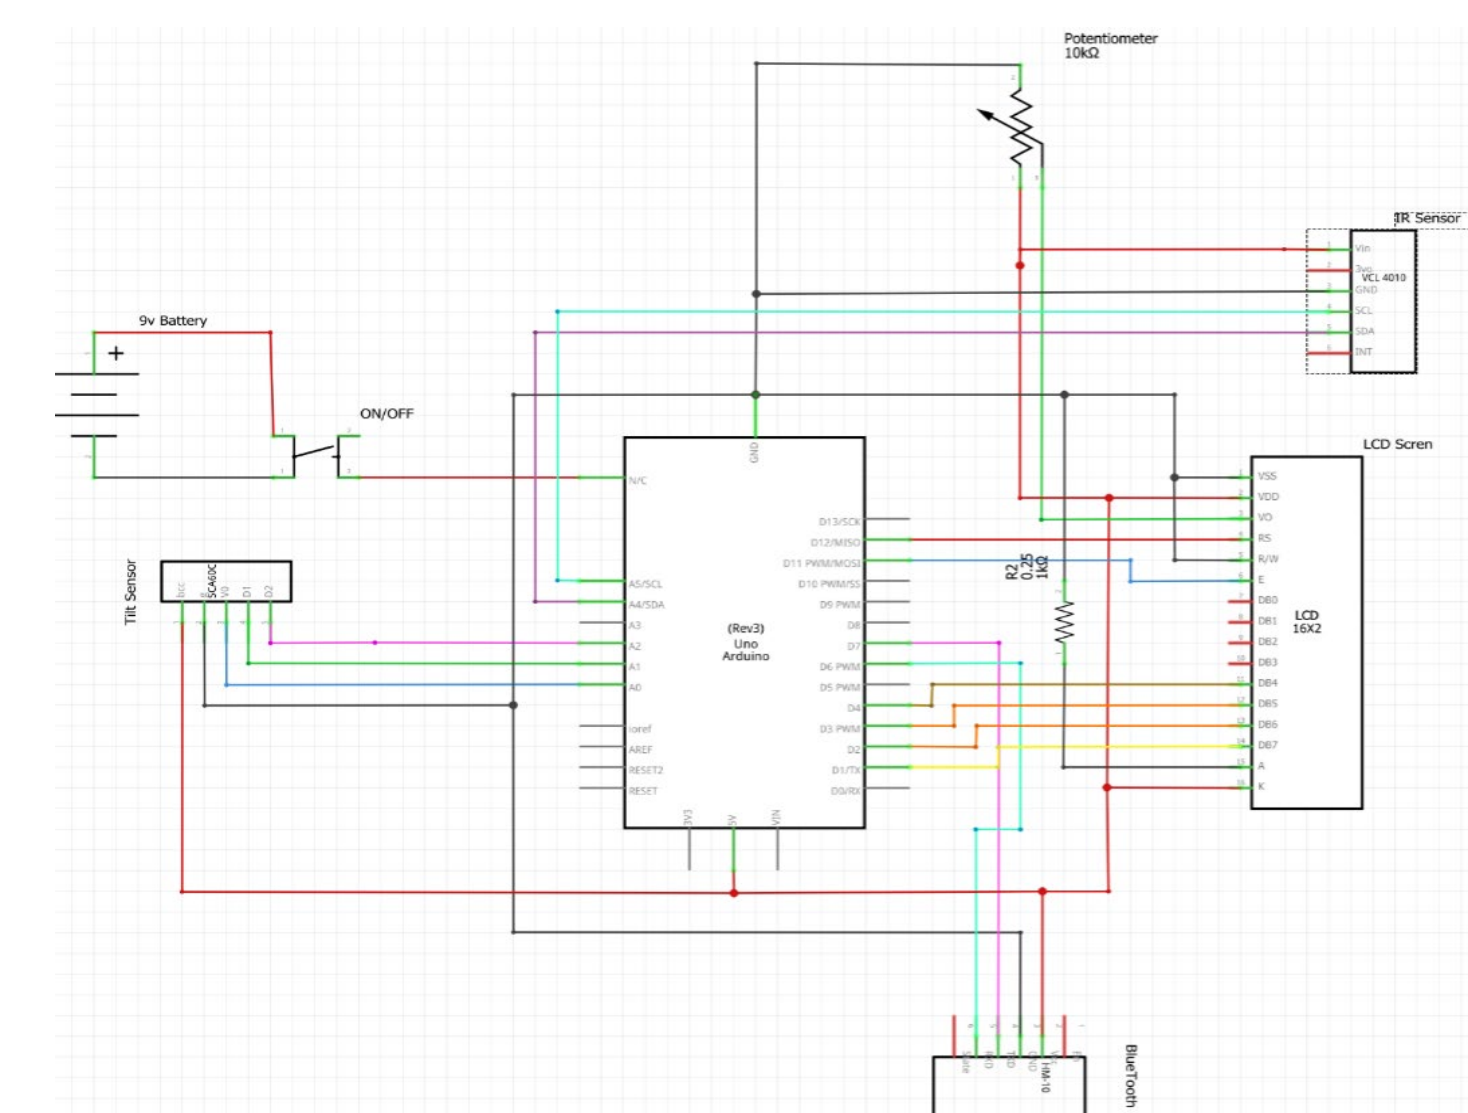 Potentiometer
10kΩ
IR Sensor
Vin
3vo
VCL 4010
GND
SCL
SDA
INT
9v Battery
+
ON/OFF
LCD Scren
GND
N/C
D13/SCK
D12/MISO
D11 PWM/MOSI
D10 PWM/SS
D9 PWM
D8
D7
D6 PWM
D5 PWM
D4
D3 PWM
D2
D1/TX
D0/RX
A5/SCL
A4/SDA
A3
A2
A1
A0
ioref
AREF
RESET2
RESET
3V3
5V
VIN
(Rev3)
Uno
Arduino
Tilt Sensor
SCA60C
V0
D1
D2
R2
0.25
1kΩ
VSS
VDD
VO
RS
R/W
E
DB0
DB1
DB2
DB3
DB4
DB5
DB6
DB7
A
K
LCD
16X2
RXD
TXD
GND
HM-10
BlueTooth